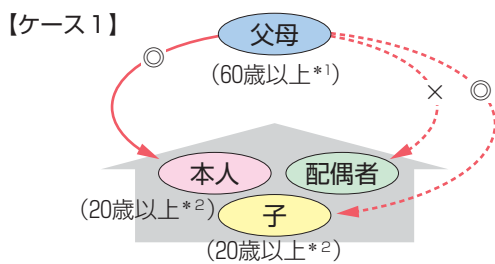 【ケース1】
父母
◎
(60歳以上*1)
×
◎
本人
配偶者
(20歳以上*2)
子
(20歳以上*2)